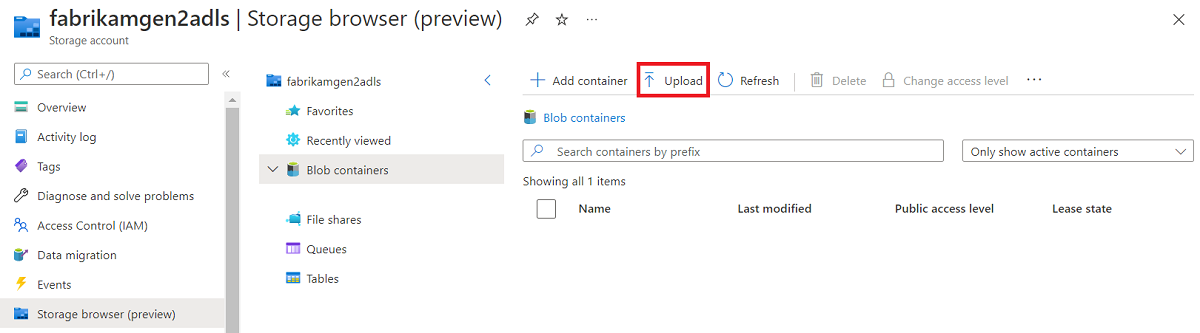 fabrikamgen2adls | Storage browser (preview) ...
Storage account
Search (Ctrl+/)
Overview
Activity log
Tags
Diagnose and solve problems
Access Control (IAM)
Data migration
Events
Storage browser (preview)
fabrikamgen2adls
Favorites
Recently viewed
Blob containers
File shares
Queues
Tables
Add container Upload Refresh Delete Change access level ...
Blob containers
Search containers by prefix Only show active containers
Showing all 1 items
Name Last modified Public access level Lease state